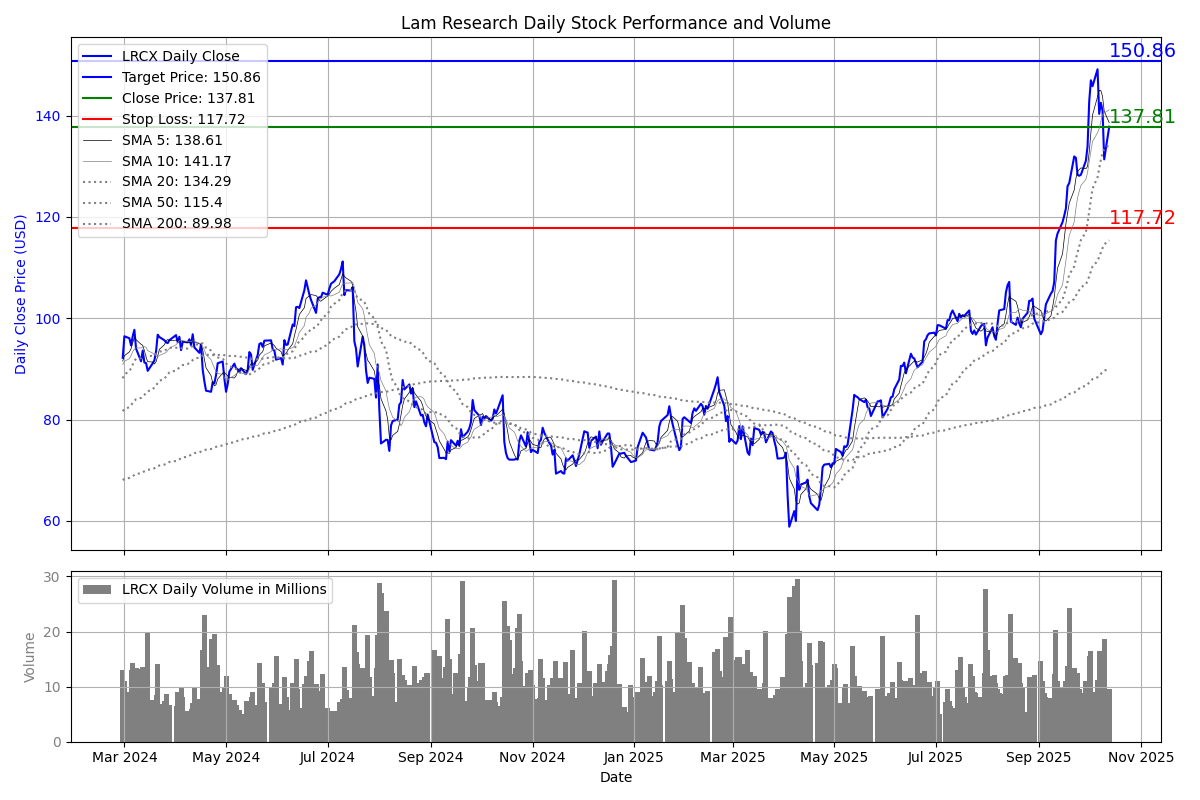 Lam Research Daily Stock Performance and Volume
LRCX Daily Close
Target Price: 150.86
Close Price: 137.81
Stop Loss: 117.72
SMA 5: 138.61
SMA 10: 141.17
SMA 20: 134.29
SMA 50: 115.4
SMA 200: 89.98
150.86
137.81
117.72
Daily Close Price (USD)
140
120
100
80
60
LRCX Daily Volume in Millions
Volume
30
20
10
0
Mar 2024 May 2024 Jul 2024 Sep 2024 Nov 2024 Jan 2025 Mar 2025 May 2025 Jul 2025 Sep 2025 Nov 2025
Date